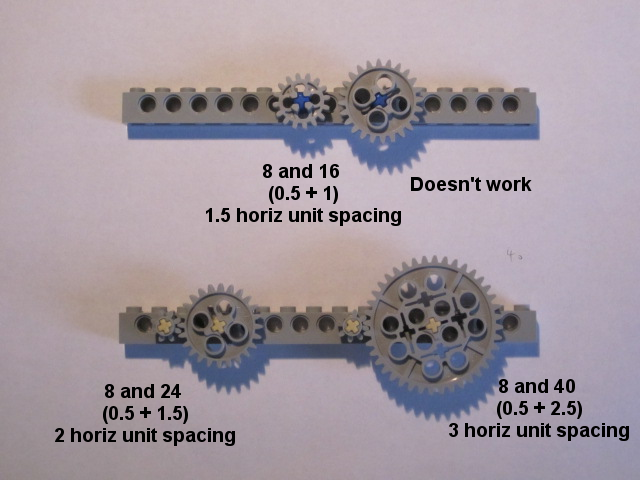 8 and 16
(0.5 + 1)
1.5 horiz unit spacing
Doesn't work
8 and 24
(0.5 + 1.5)
2 horiz unit spacing
8 and 40
(0.5 + 2.5)
3 horiz unit spacing